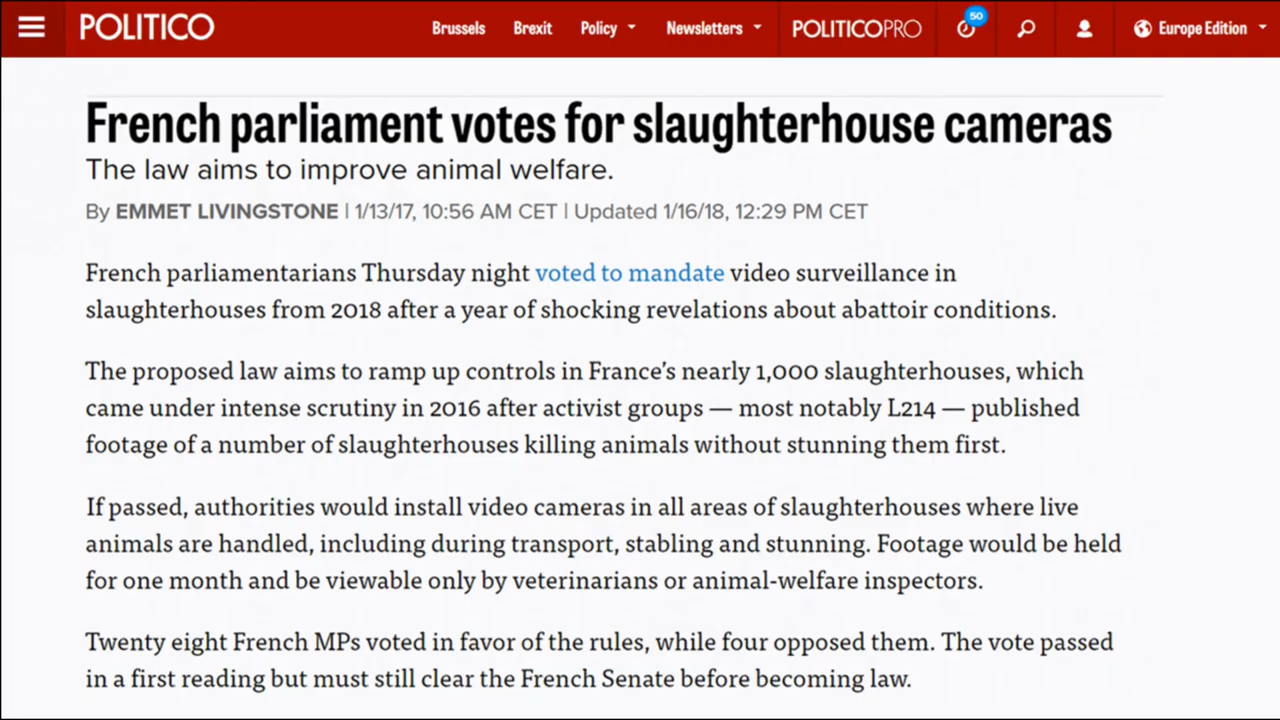 POLITICO Brussels Brexit Policy Newsletters POLITICOPRO 50 Europe Edition
French parliament votes for slaughterhouse cameras
The law aims to improve animal welfare.
By EMMET LIVINGSTONE | 1/13/17, 10:56 AM CET | Updated 1/16/18, 12:29 PM CET
French parliamentarians Thursday night voted to mandate video surveillance in
slaughterhouses from 2018 after a year of shocking revelations about abattoir conditions.
The proposed law aims to ramp up controls in France's nearly 1,000 slaughterhouses, which
came under intense scrutiny in 2016 after activist groups — most notably L214 — published
footage of a number of slaughterhouses killing animals without stunning them first.
If passed, authorities would install video cameras in all areas of slaughterhouses where live
animals are handled, including during transport, stabling and stunning. Footage would be held
for one month and be viewable only by veterinarians or animal-welfare inspectors.
Twenty eight French MPs voted in favor of the rules, while four opposed them. The vote passed
in a first reading but must still clear the French Senate before becoming law.